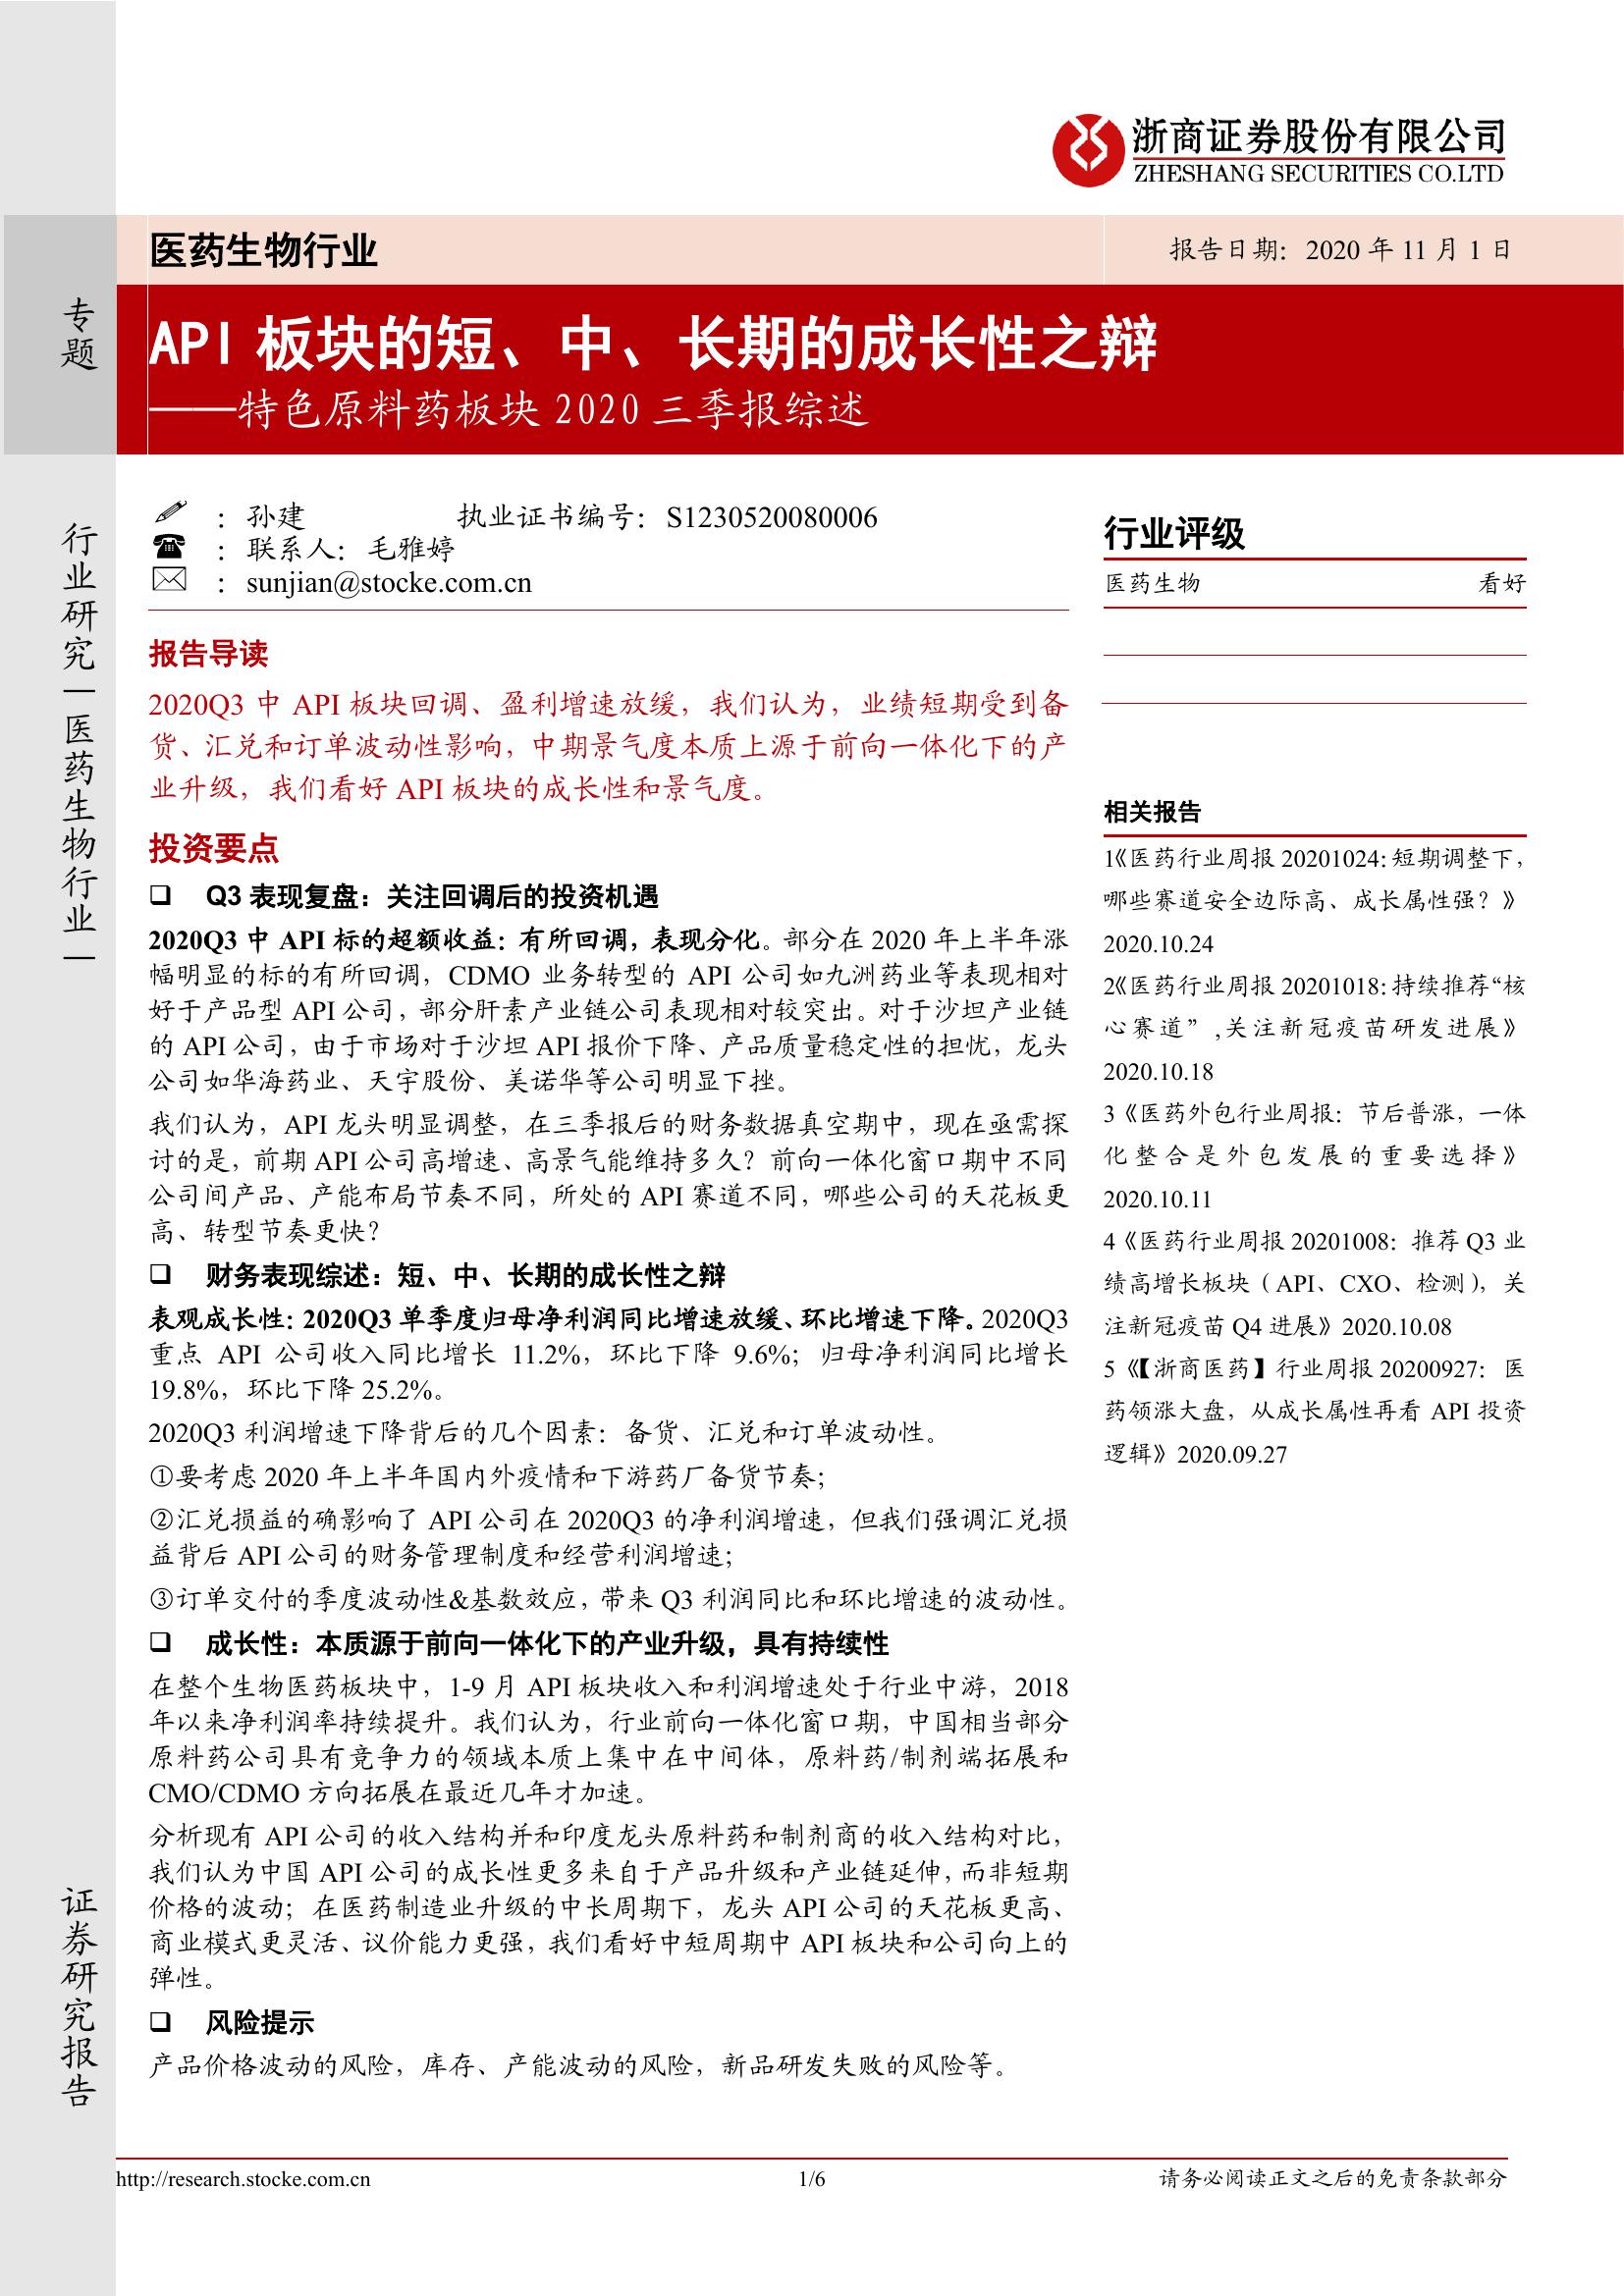 浙商证券股份有限公司
ZHESHANG SECURITIES CO.LTD
医药生物行业
报告日期：2020 年 11 月 1 日
专题
API 板块的短、中、长期的成长性之辩
——特色原料药板块 2020 三季报综述
行业研究｜医药生物行业｜
：孙建 执业证书编号：S1230520080006
：联系人：毛雅婷
：sunjian@stocke.com.cn
报告导读
2020Q3 中 API 板块回调、盈利增速放缓，我们认为，业绩短期受到备
货、汇兑和订单波动性影响，中期景气度本质上源于前向一体化下的产
业升级，我们看好 API 板块的成长性和景气度。
投资要点
❑ Q3 表现复盘：关注回调后的投资机遇
2020Q3 中 API 标的超额收益：有所回调，表现分化。部分在 2020 年上半年涨
幅明显的标的有所回调，CDMO 业务转型的 API 公司如九洲药业等表现相对
好于产品型 API 公司，部分肝素产业链公司表现相对较突出。对于沙坦产业链
的 API 公司，由于市场对于沙坦 API 报价下降、产品质量稳定性的担忧，龙头
公司如华海药业、天宇股份、美诺华等公司明显下挫。
我们认为，API 龙头明显调整，在三季报后的财务数据真空期中，现在亟需探
讨的是，前期 API 公司高增速、高景气能维持多久？前向一体化窗口期中不同
公司间产品、产能布局节奏不同，所处的 API 赛道不同，哪些公司的天花板更
高、转型节奏更快？
❑ 财务表现综述：短、中、长期的成长性之辩
表观成长性：2020Q3 单季度归母净利润同比增速放缓、环比增速下降。2020Q3
重点 API 公司收入同比增长 11.2%，环比下降 9.6%；归母净利润同比增长
19.8%，环比下降 25.2%。
2020Q3 利润增速下降背后的几个因素：备货、汇兑和订单波动性。
①要考虑 2020 年上半年国内外疫情和下游药厂备货节奏；
②汇兑损益的确影响了 API 公司在 2020Q3 的净利润增速，但我们强调汇兑损
益背后 API 公司的财务管理制度和经营利润增速；
③订单交付的季度波动性&基数效应，带来 Q3 利润同比和环比增速的波动性。
❑ 成长性：本质源于前向一体化下的产业升级，具有持续性
在整个生物医药板块中，1-9 月 API 板块收入和利润增速处于行业中游，2018
年以来净利润率持续提升。我们认为，行业前向一体化窗口期，中国相当部分
原料药公司具有竞争力的领域本质上集中在中间体，原料药/制剂端拓展和
CMO/CDMO 方向拓展在最近几年才加速。
分析现有 API 公司的收入结构并和印度龙头原料药和制剂商的收入结构对比，
我们认为中国 API 公司的成长性更多来自于产品升级和产业链延伸，而非短期
价格的波动；在医药制造业升级的中长周期下，龙头 API 公司的天花板更高、
商业模式更灵活、议价能力更强，我们看好中短周期中 API 板块和公司向上的
弹性。
❑ 风险提示
产品价格波动的风险，库存、产能波动的风险，新品研发失败的风险等。
行业评级
医药生物 看好
相关报告
1《医药行业周报 20201024：短期调整下，
哪些赛道安全边际高、成长属性强？》
2020.10.24
2《医药行业周报 20201018：持续推荐“核
心赛道”,关注新冠疫苗研发进展》
2020.10.18
3《医药外包行业周报：节后普涨，一体
化整合是外包发展的重要选择》
2020.10.11
4《医药行业周报 20201008：推荐 Q3 业
绩高增长板块（API、CXO、检测），关
注新冠疫苗 Q4 进展》2020.10.08
5《【浙商医药】行业周报 20200927：医
药领涨大盘，从成长属性再看 API 投资
逻辑》2020.09.27
证券研究报告
http://research.stocke.com.cn 1/6 请务必阅读正文之后的免责条款部分